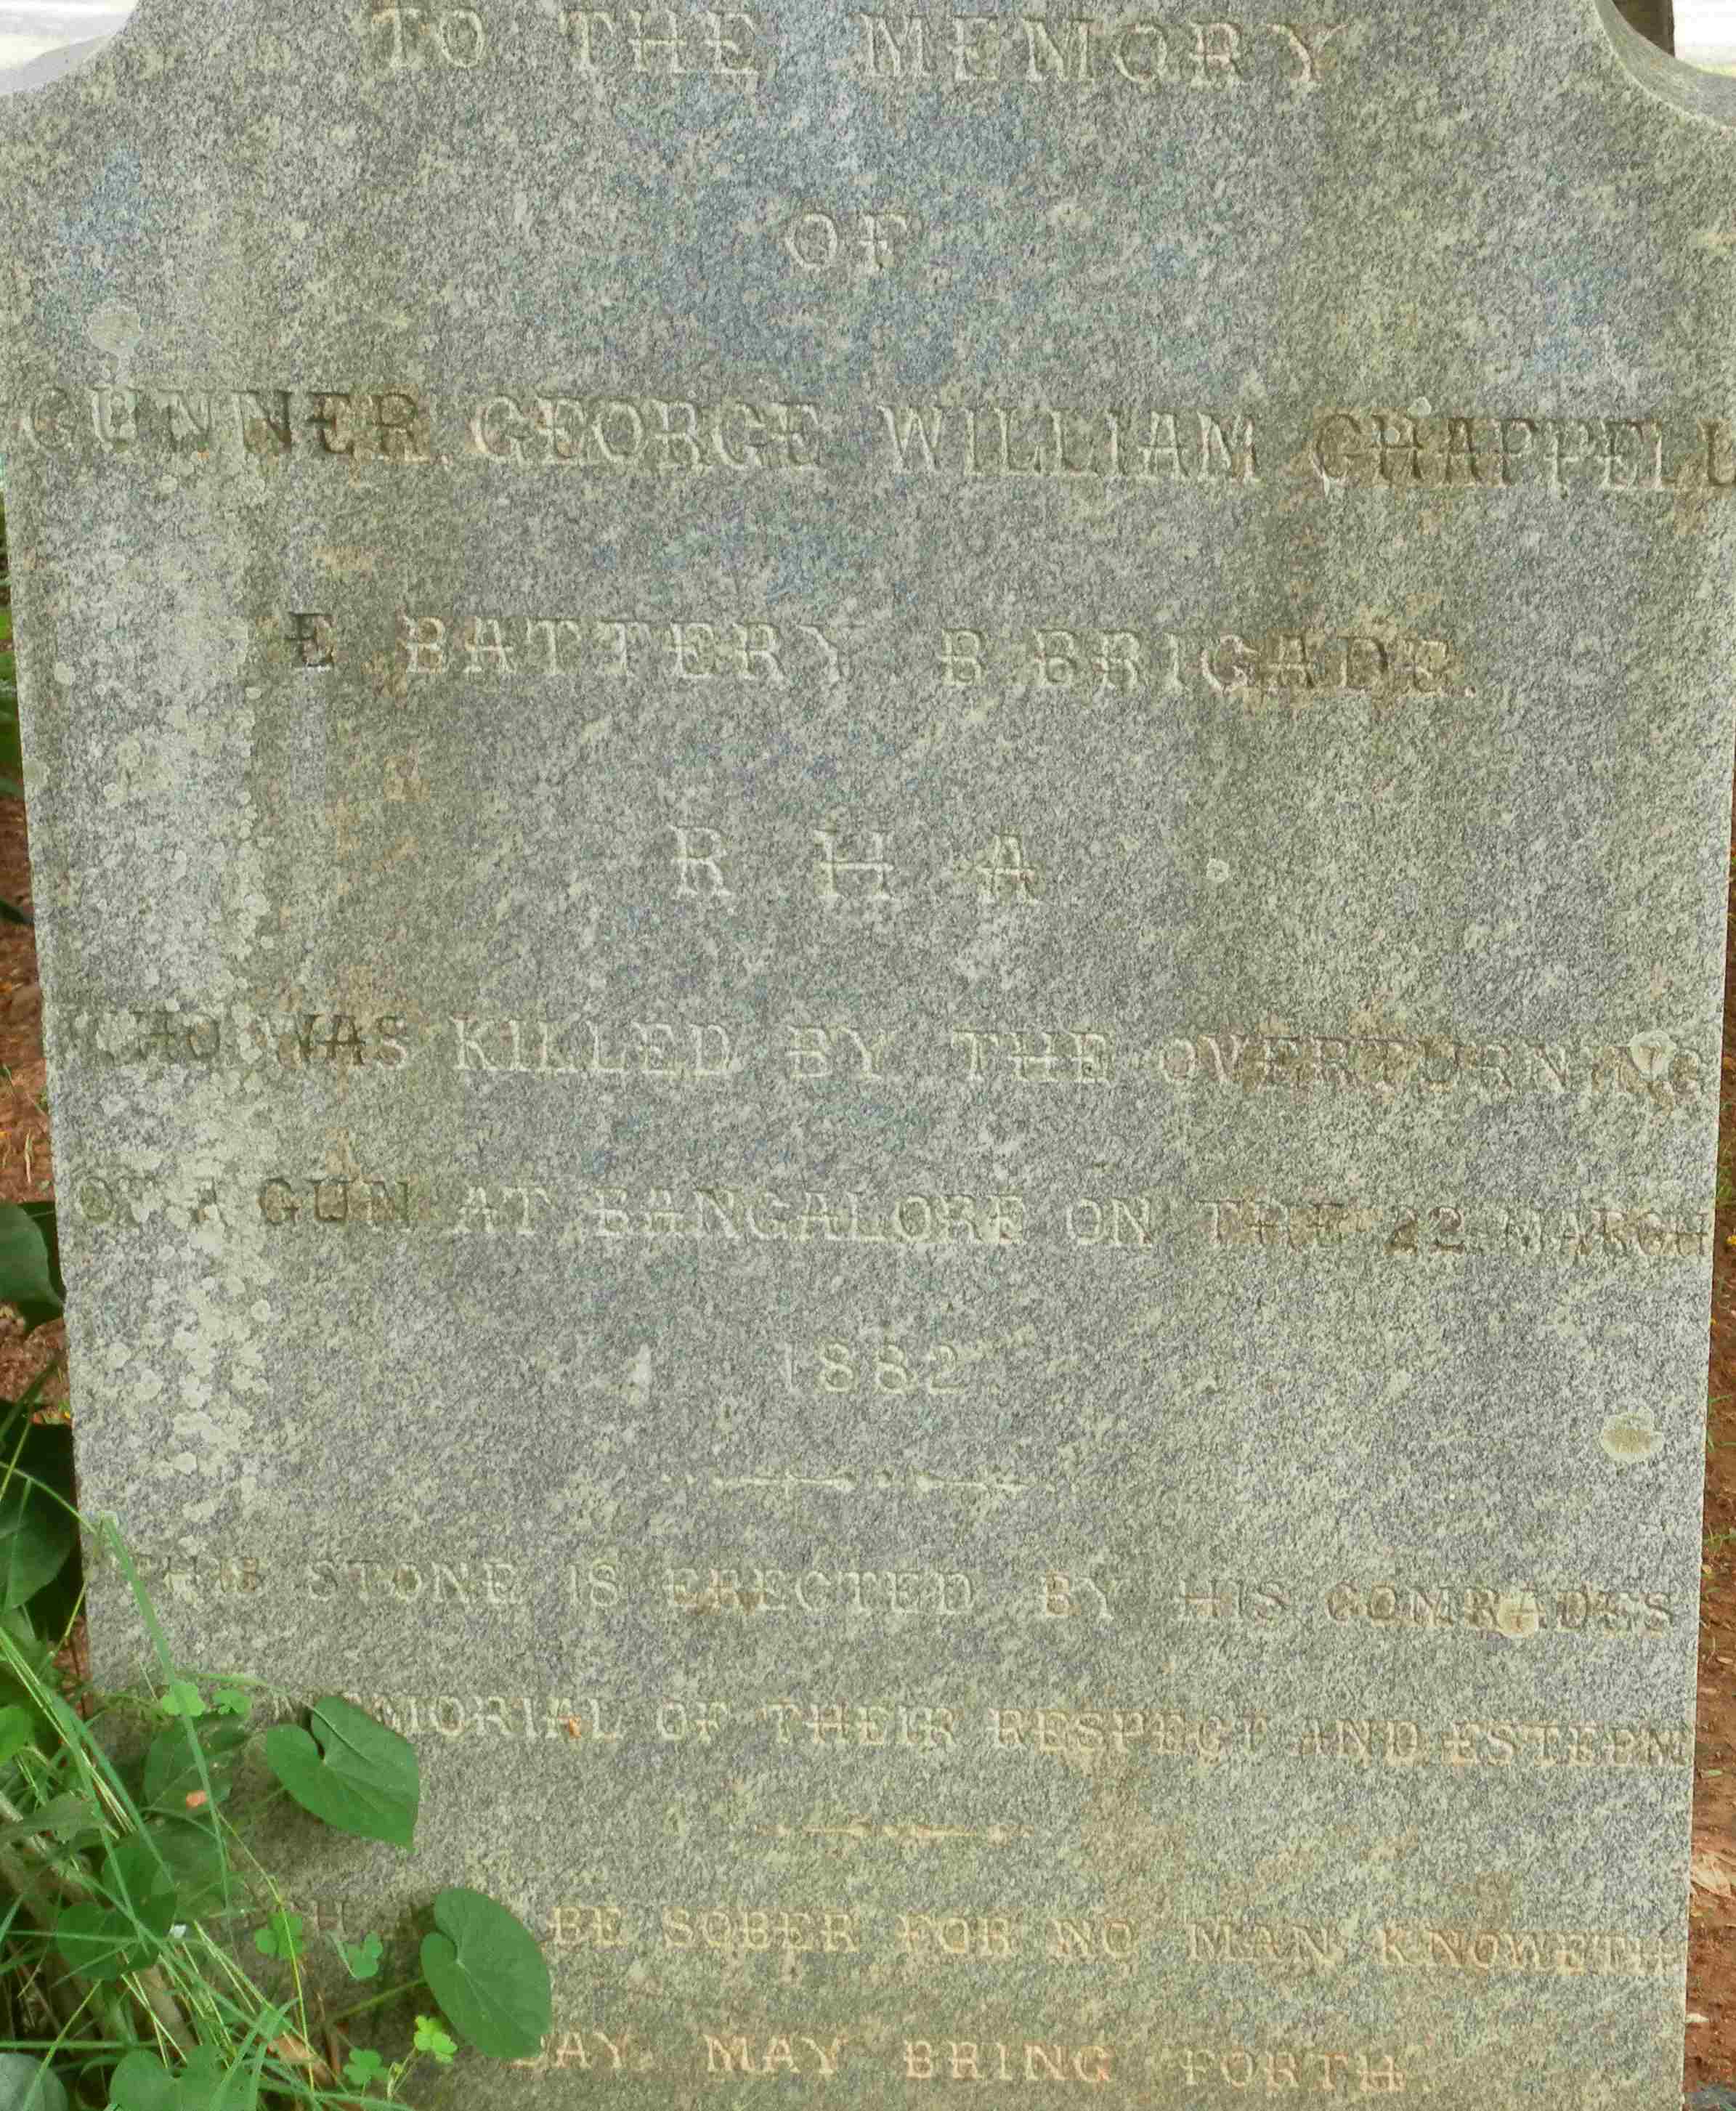 TO THE MEMORY
OF
GUNNER GEORGE WILLIAM CHAPPELL
E BATTERY B BRIGADE.
R H A
WHO WAS KILLED BY THE OVERTURNING
OF A GUN AT BANGALORE ON THE 22 MARCH
1882
THIS STONE IS ERECTED BY HIS COMRADES
MEMORIAL OF THEIR RESPECT AND ESTEEM
BE SOBER FOR NO MAN KNOWETH
DAY MAY BRING FORTH.